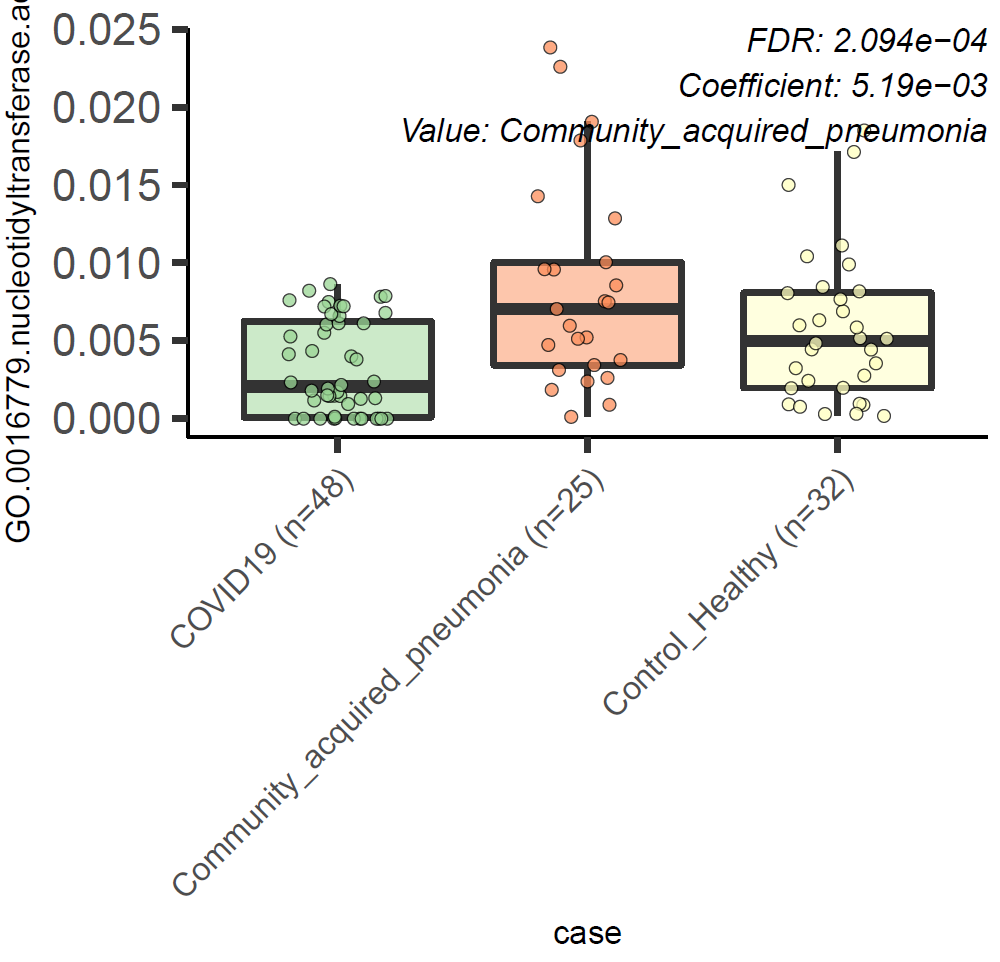 GO.0016779.nucleotidyltransferase.ac
0.025
0.020
0.015
0.010
0.005
0.000
FDR: 2.094e−04
Coefficient: 5.19e−03
Value: Community_acquired_pneumonia
COVID19 (n=48)
Community_acquired_pneumonia (n=25)
Control_Healthy (n=32)
case